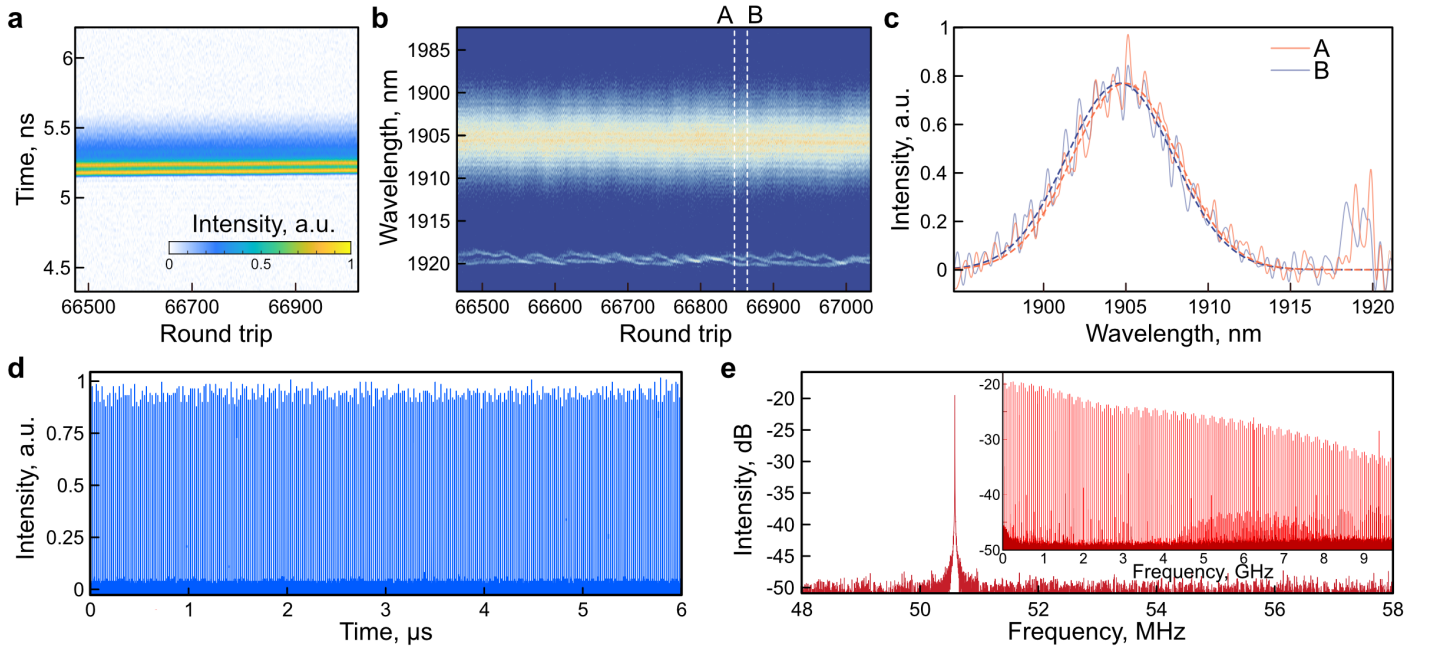 a
6
5.5
5
4.5
Time, ns
Intensity, a.u.
0 0.5 1
66500 66700 66900
Round trip
b
A B
1985
1900
1905
1910
1915
1920
Wavelength, nm
66500 66600 66700 66800 66900 67000
Round trip
c
1
0.8
0.6
0.4
0.2
0
Intensity, a.u.
A
B
1900 1905 1910 1915 1920
Wavelength, nm
d
1
0.75
0.5
0.25
0
Intensity, a.u.
0 1 2 3 4 5 6
Time, µs
e
-20
-25
-30
-35
-40
-45
-50
Intensity, dB
-20
-30
-40
-50
0 1 2 3 4 5 6 7 8 9
Frequency, GHz
48 50 52 54 56 58
Frequency, MHz